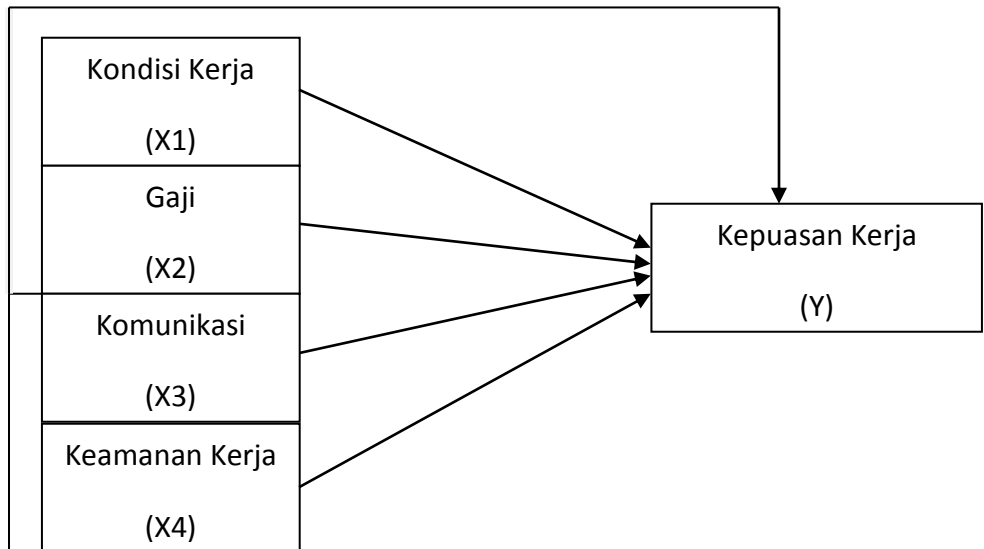 Kondisi Kerja
(X1)
Gaji
(X2)
Komunikasi
(X3)
Keamanan Kerja
(X4)
Kepuasan Kerja
(Y)